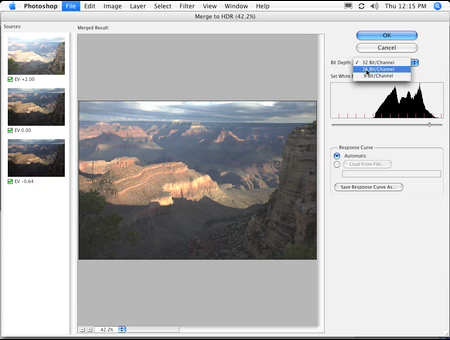 Photoshop File Edit Image Layer Select Filter View Window Help Thu 12:15 PM
Merge to HDR (42.2%)
Sources:
Merged Result:
OK
Cancel
Bit Depth: ✓ 32 Bit/Channel
Bit/Channel
8 Bit/Channel
Set White
EV +2.00
EV 0.00
EV -0.64
Response Curve
Automatic
Load From File...
Save Response Curve As...
42.2%